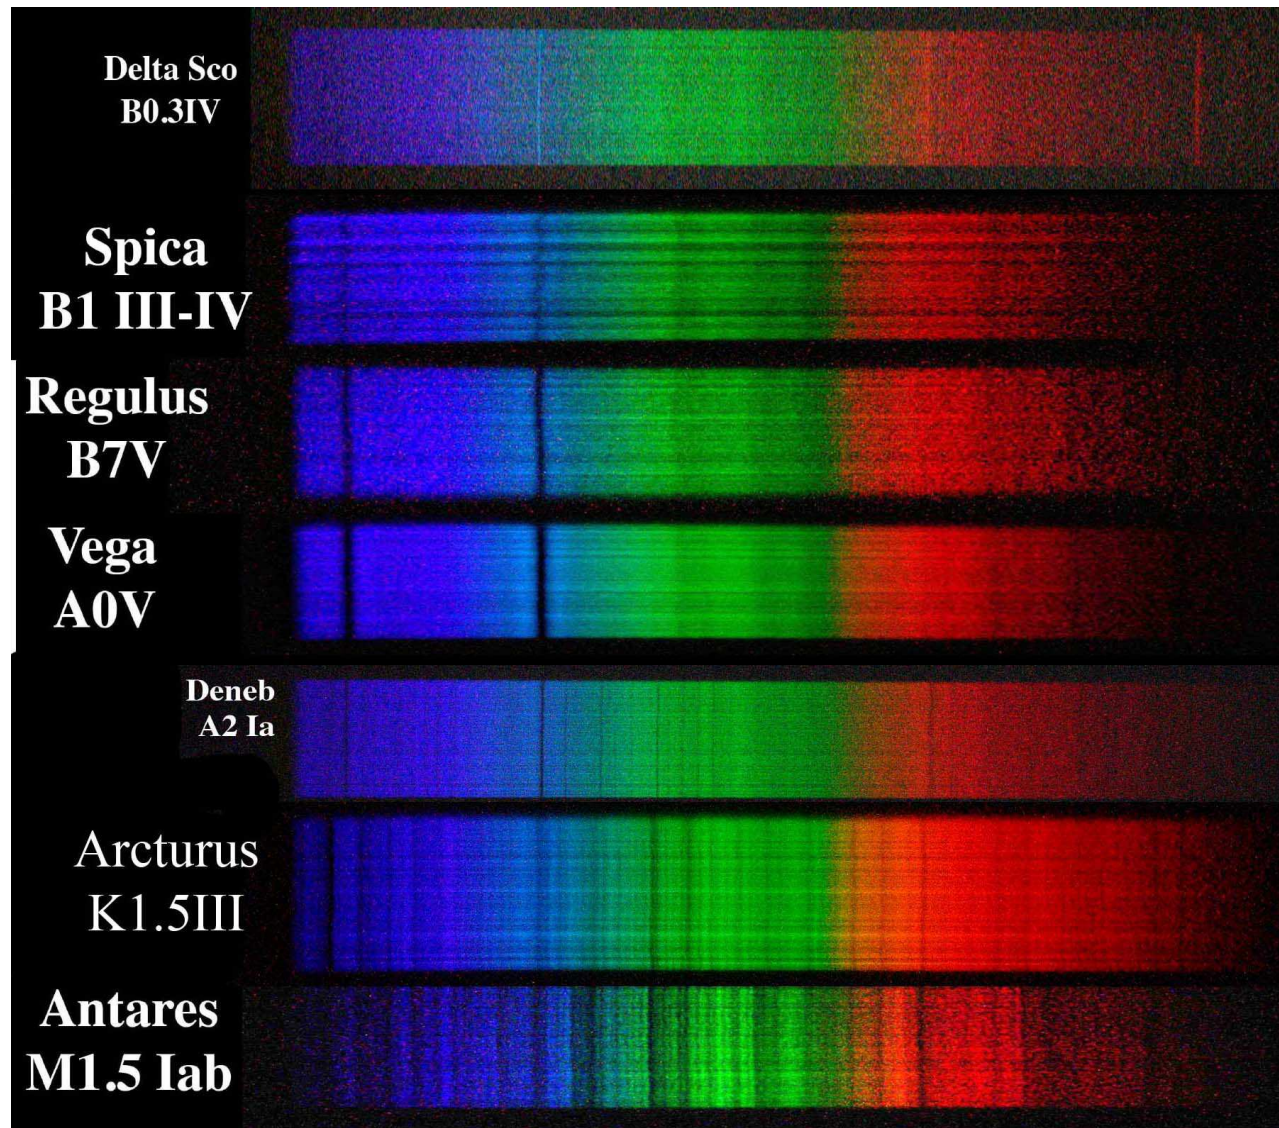 Delta Sco
B0.3IV
Spica
B1 III-IV
Regulus
B7V
Vega
A0V
Deneb
A2 Ia
Arcturus
K1.5III
Antares
M1.5 Iab